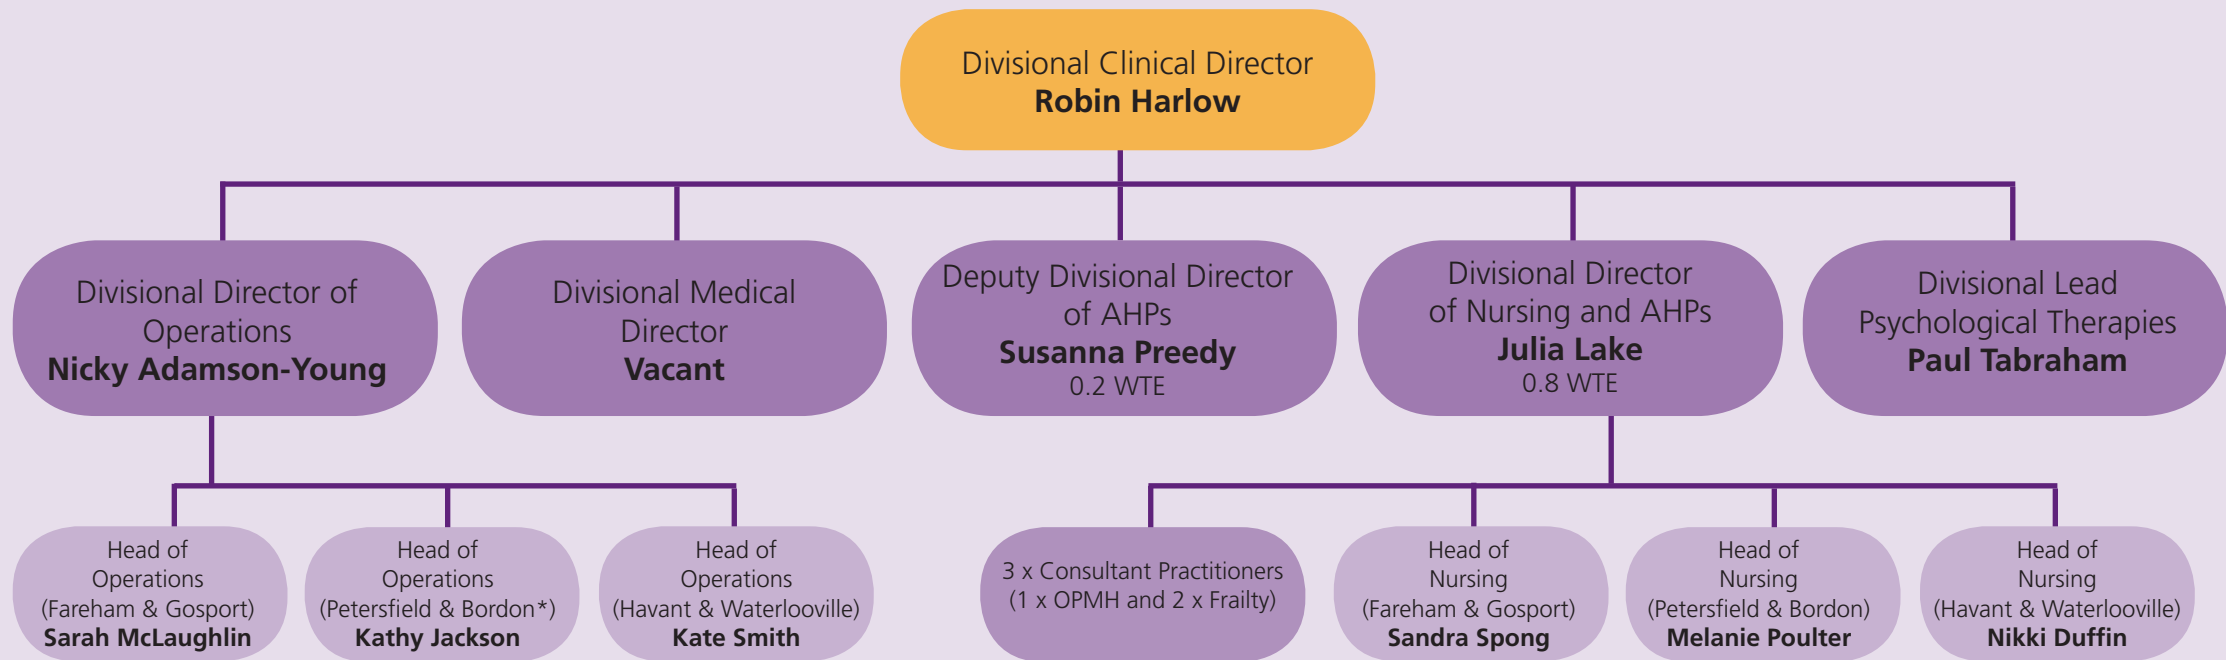 Divisional Clinical Director
Robin Harlow
Divisional Director of
Operations
Nicky Adamson-Young
Divisional Medical
Director
Vacant
Deputy Divisional Director
of AHPs
Susanna Preedy
0.2 WTE
Divisional Director
of Nursing and AHPs
Julia Lake
0.8 WTE
Divisional Lead
Psychological Therapies
Paul Tabraham
Head of
Operations
(Fareham & Gosport)
Sarah McLaughlin
Head of
Operations
(Petersfield & Bordon*)
Kathy Jackson
Head of
Operations
(Havant & Waterlooville)
Kate Smith
3 x Consultant Practitioners
(1 x OPMH and 2 x Frailty)
Head of
Nursing
(Fareham & Gosport)
Sandra Spong
Head of
Nursing
(Petersfield & Bordon)
Melanie Poulter
Head of
Nursing
(Havant & Waterlooville)
Nikki Duffin